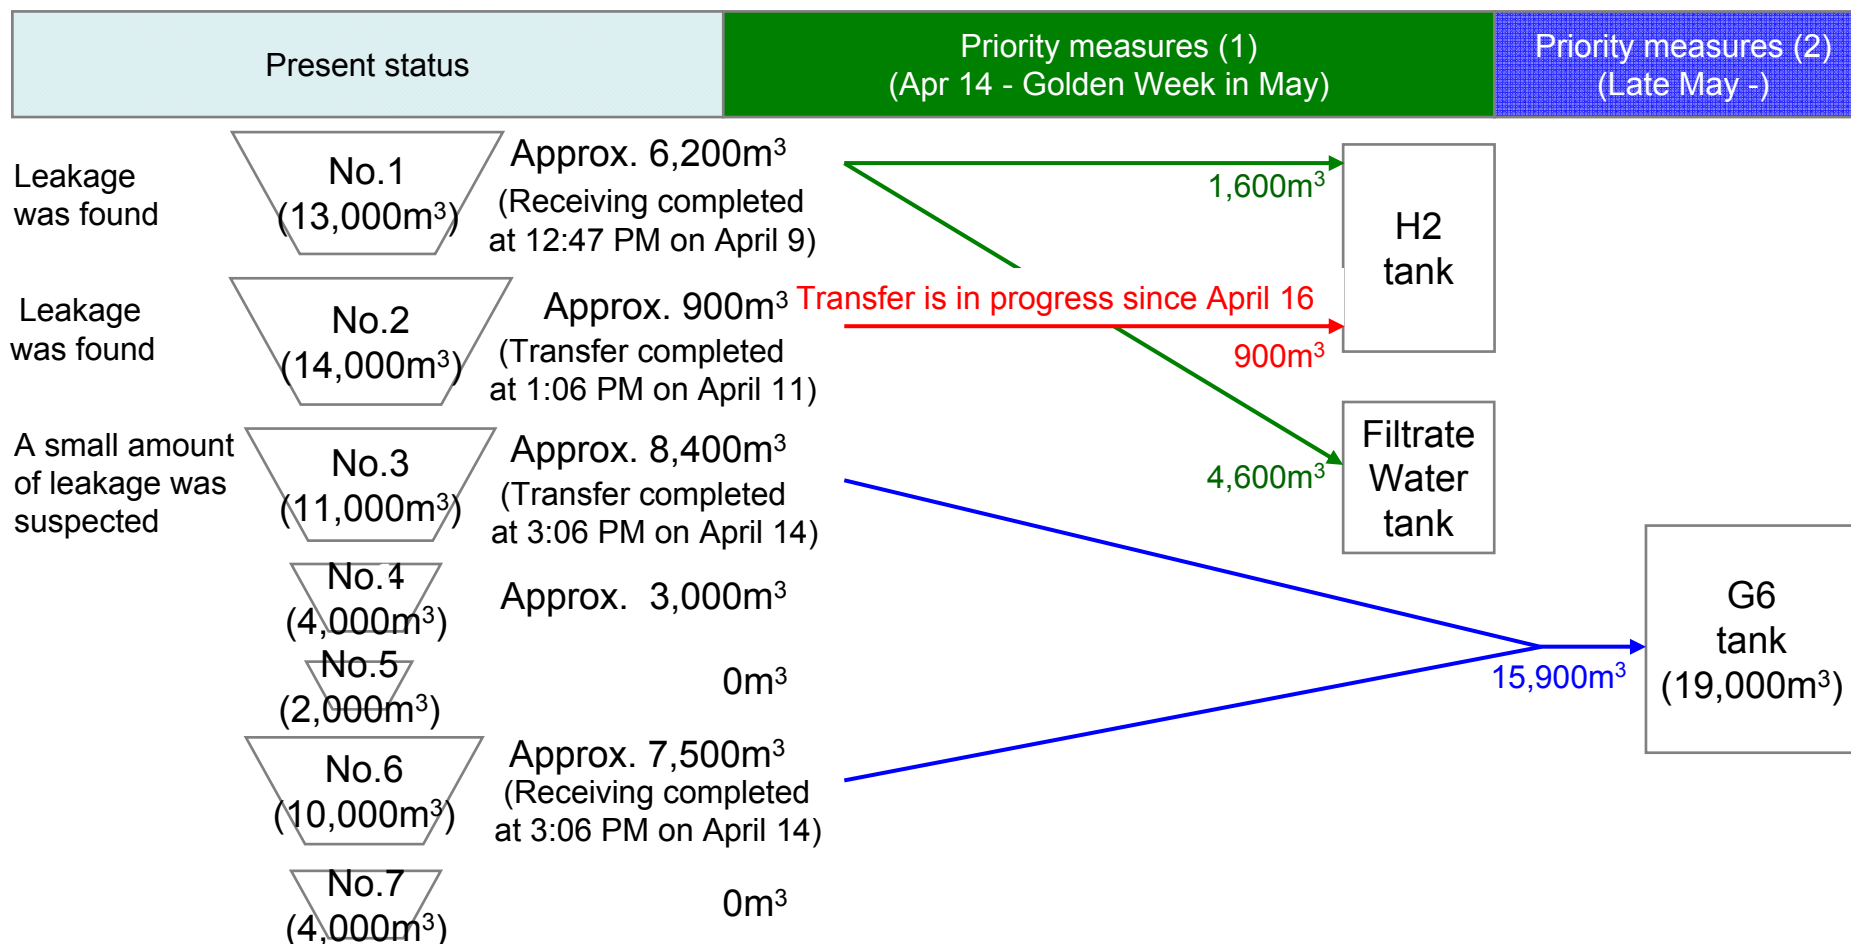 Present status
Priority measures (1)
(Apr 14 - Golden Week in May)
Priority measures (2)
(Late May -)
Leakage
was found
No.1
(13,000m³)
Approx. 6,200m³
(Receiving completed
at 12:47 PM on April 9)
1,600m³
H2
tank
Leakage
was found
No.2
(14,000m³)
Approx. 900m³
(Transfer completed
at 1:06 PM on April 11)
Transfer is in progress since April 16
900m³
A small amount
of leakage was
suspected
No.3
(11,000m³)
Approx. 8,400m³
(Transfer completed
at 3:06 PM on April 14)
4,600m³
Filtrate
Water
tank
No.4
(4,000m³)
Approx. 3,000m³
No.5
(2,000m³)
0m³
15,900m³
G6
tank
(19,000m³)
No.6
(10,000m³)
Approx. 7,500m³
(Receiving completed
at 3:06 PM on April 14)
No.7
(4,000m³)
0m³